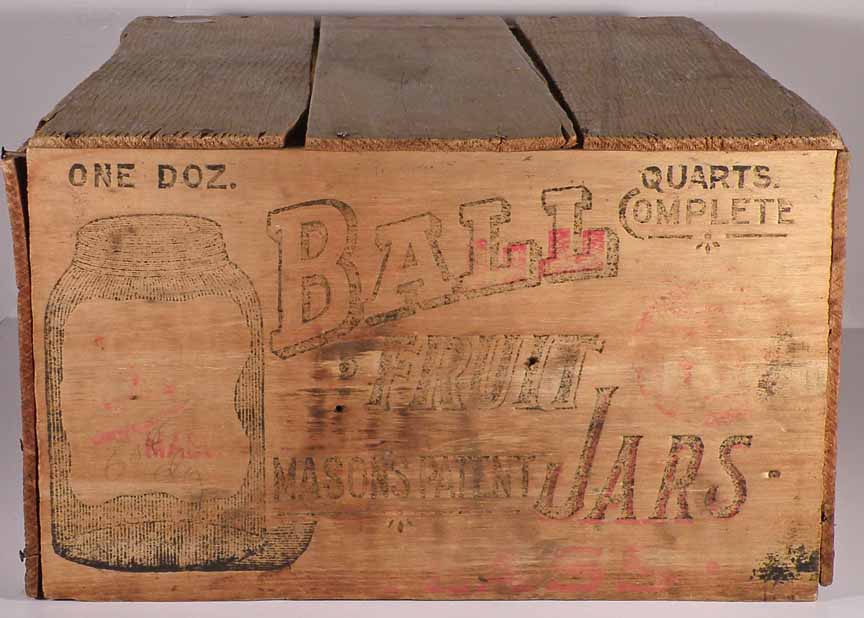 ONE DOZ.
QUARTS.
COMPLETE
BALL
FRUIT
JARS
MASONS PATENT